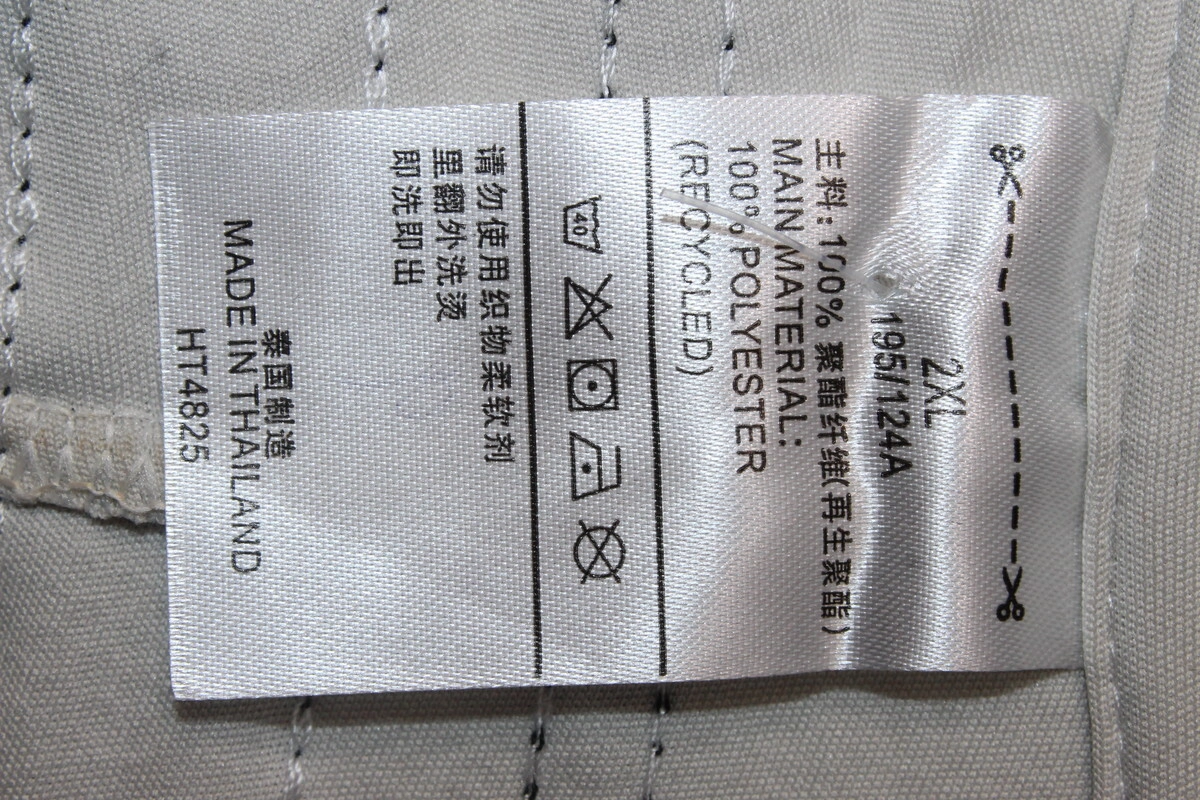 2XL
195/124A
主料: 100% 聚酯纤维(再生聚酯)
MAIN MATERIAL:
100% POLYESTER
(RECYCLED)
40
请勿使用织物柔软剂
里翻外洗烫
即洗即出
泰国制造
MADE IN THAILAND
HT4825